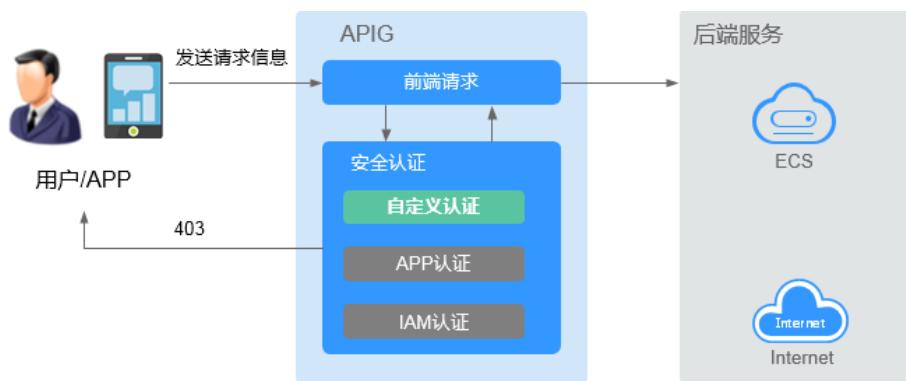 用户/APP
发送请求信息
403
APIG
前端请求
安全认证
自定义认证
APP认证
IAM认证
后端服务
ECS
Internet
Internet